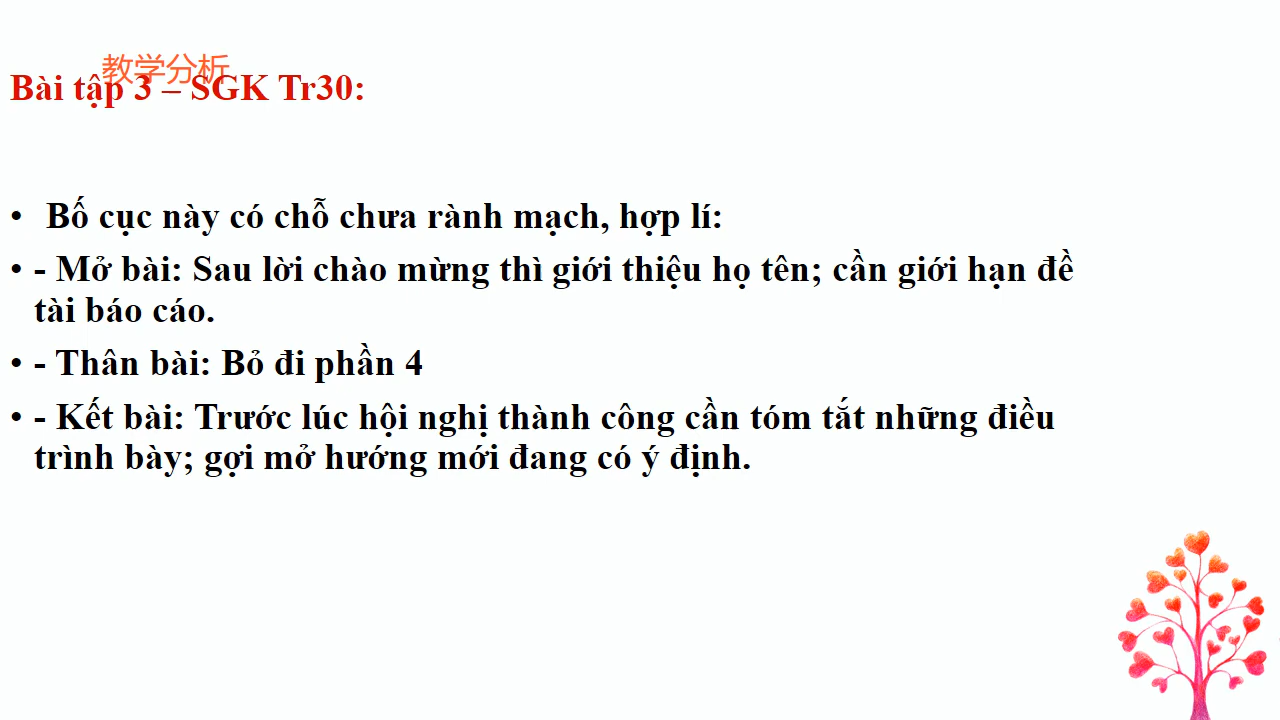 教学分析
Bài tập 3 – SGK Tr30:
• Bố cục này có chỗ chưa rành mạch, hợp lí:
• - Mở bài: Sau lời chào mừng thì giới thiệu họ tên; cần giới hạn đề
tài báo cáo.
• - Thân bài: Bỏ đi phần 4
• - Kết bài: Trước lúc hội nghị thành công cần tóm tắt những điều
trình bày; gợi mở hướng mới đang có ý định.